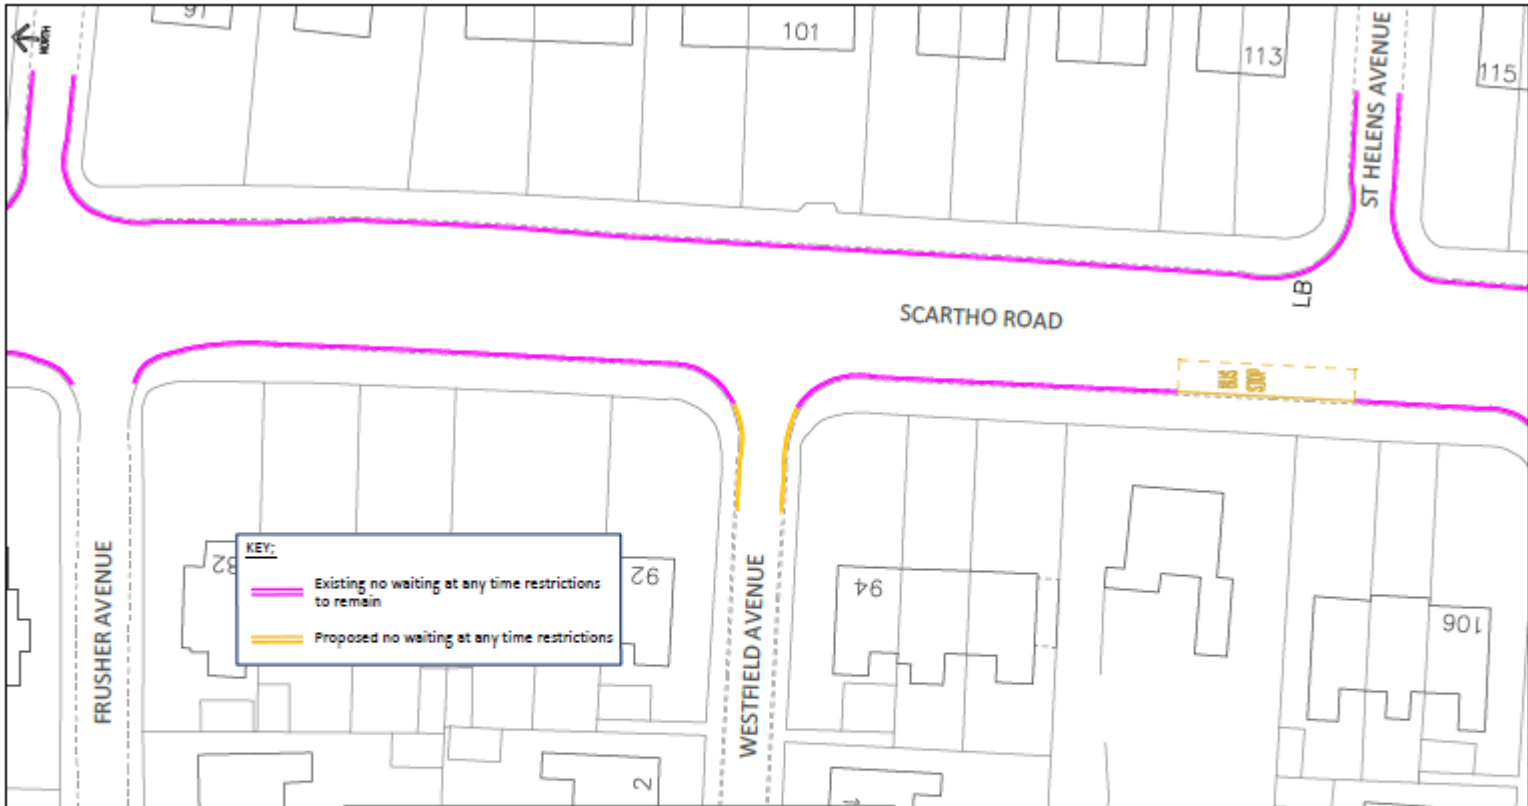 91
101
113
115
NORTH
ST HELENS AVENUE
LB
SCARTHO ROAD
BUS
STOP
FRUSHER AVENUE
WESTFIELD AVENUE
KEY;
Existing no waiting at any time restrictions
to remain
Proposed no waiting at any time restrictions
92
94
106
2